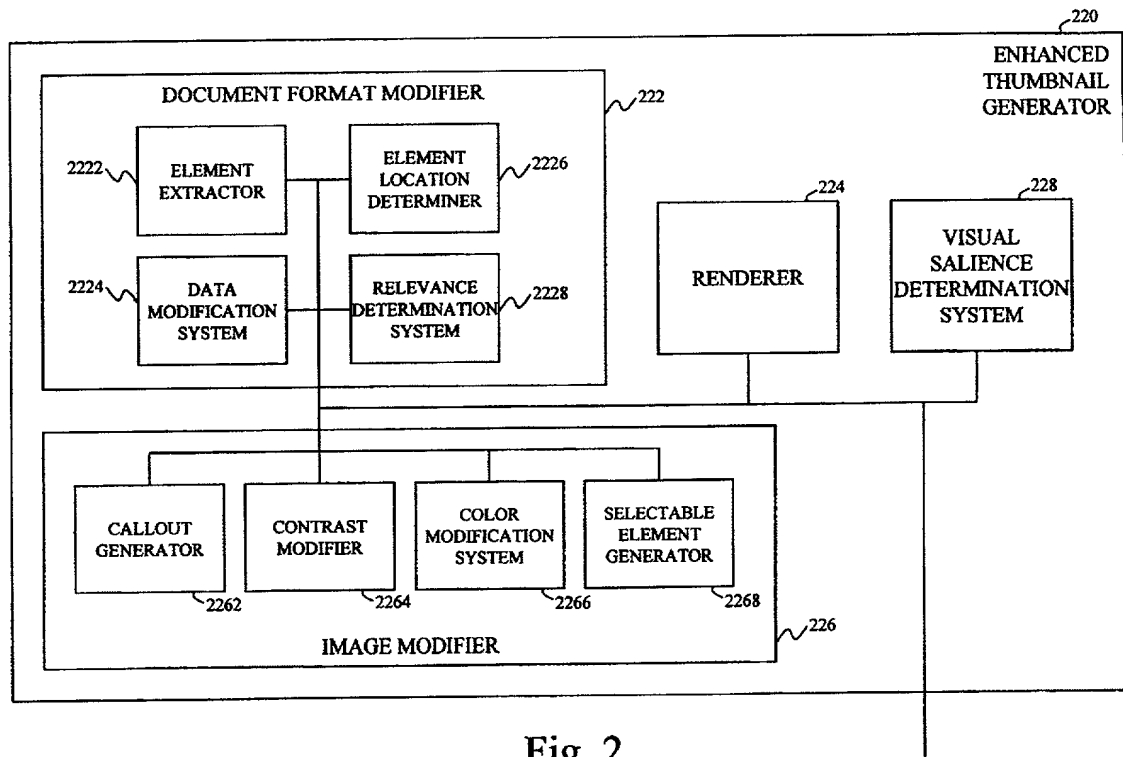 220
ENHANCED
THUMBNAIL
GENERATOR
DOCUMENT FORMAT MODIFIER
222
2222
ELEMENT
EXTRACTOR
ELEMENT
LOCATION
DETERMINER
2226
2224
DATA
MODIFICATION
SYSTEM
RELEVANCE
DETERMINATION
SYSTEM
2228
224
RENDERER
228
VISUAL
SALIENCE
DETERMINATION
SYSTEM
CALLOUT
GENERATOR
2262
CONTRAST
MODIFIER
2264
COLOR
MODIFICATION
SYSTEM
2266
SELECTABLE
ELEMENT
GENERATOR
2268
226
IMAGE MODIFIER
Fig. 2